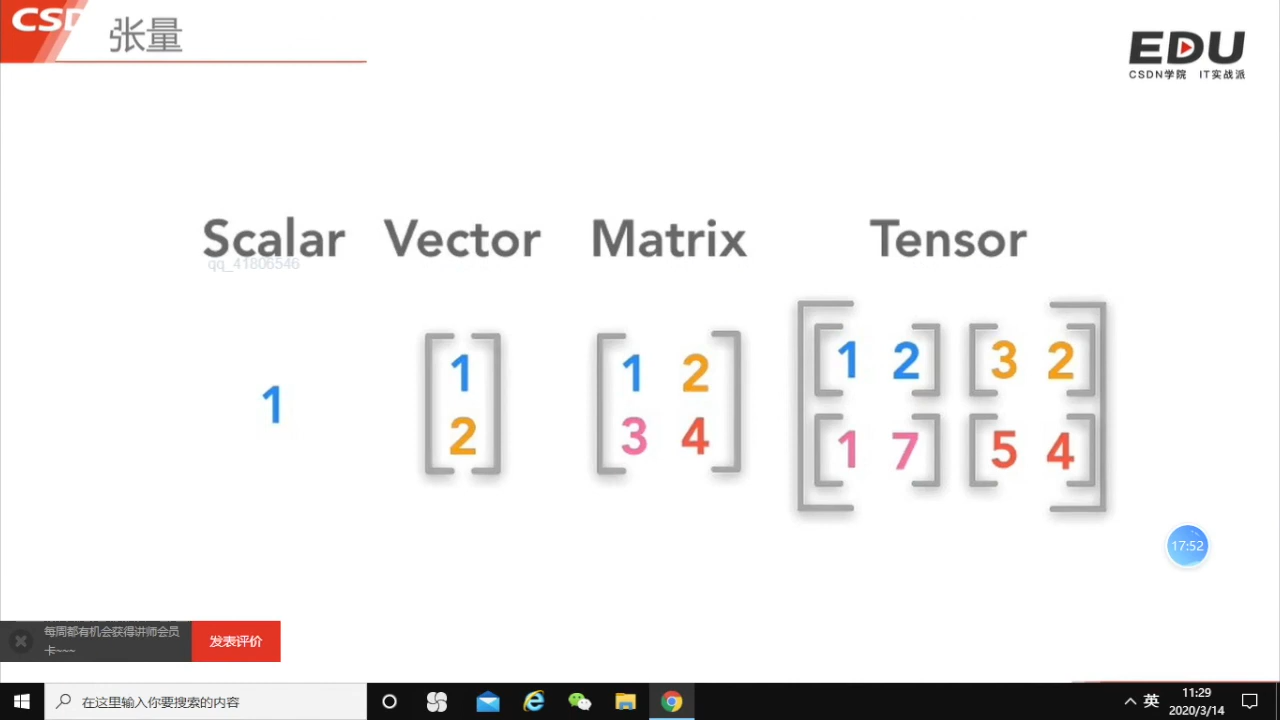 CSD
张量
EDU
CSDN学院 IT实战派
Scalar Vector Matrix Tensor
qq_41806546
1
1
2
1 2
3 4
1 2 3 2
1 7 5 4
17:52
每周都有机会获得讲师会员
卡~~~
发表评价
在这里输入你要搜索的内容
英
11:29
2020/3/14